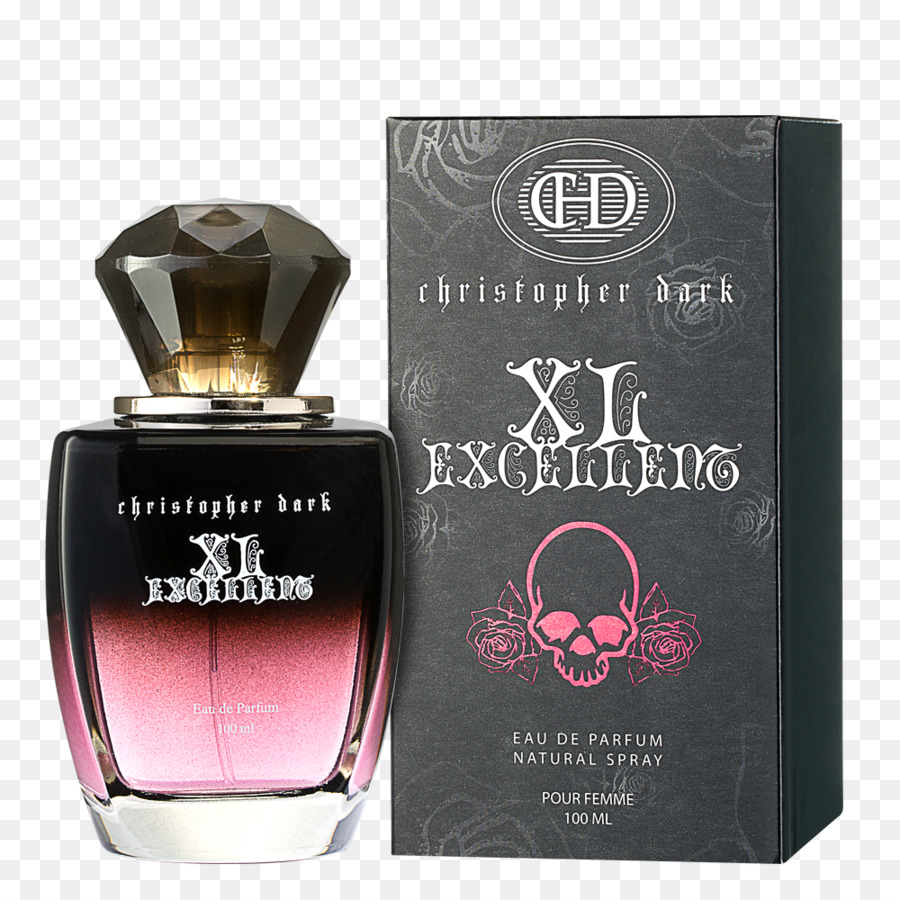 christopher dark
XL
EXCELLENT
Eau de Parfum
100 ml
CHD
christopher dark
XL
EXCELLENT
EAU DE PARFUM
NATURAL SPRAY
POUR FEMME
100 ML